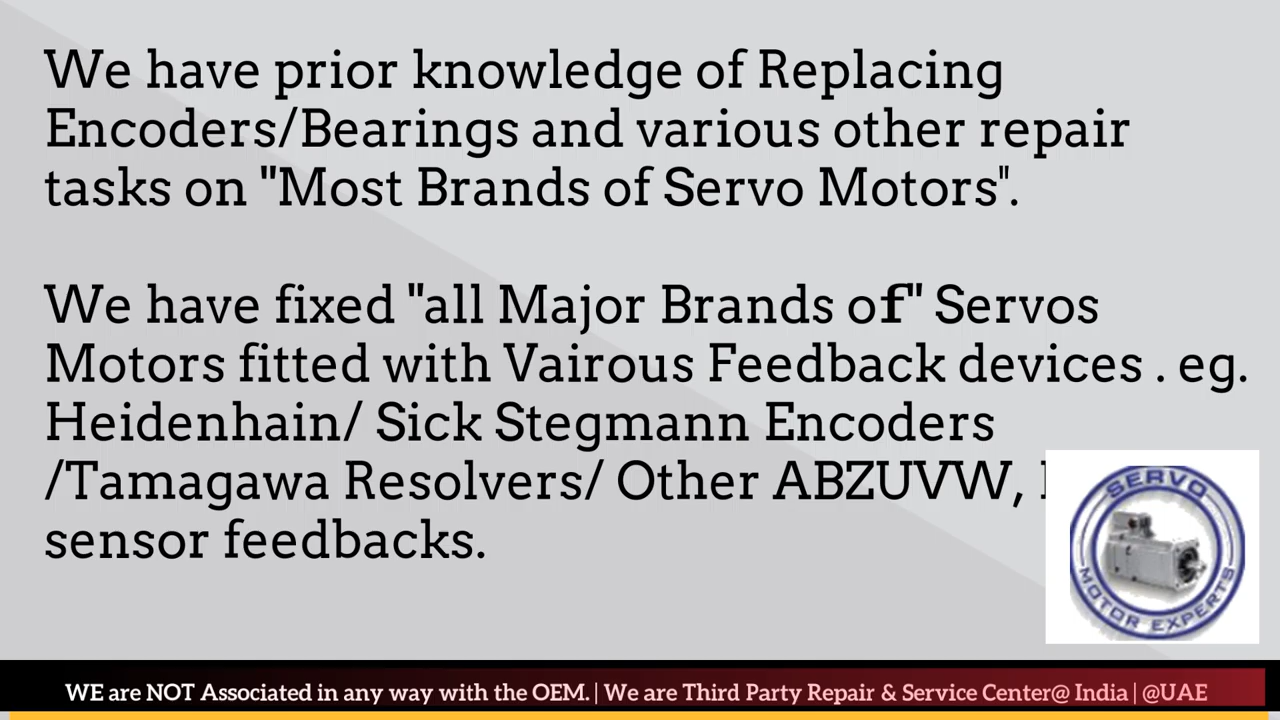 We have prior knowledge of Replacing
Encoders/Bearings and various other repair
tasks on "Most Brands of Servo Motors".
We have fixed "all Major Brands of" Servos
Motors fitted with Vairous Feedback devices . eg.
Heidenhain/ Sick Stegmann Encoders
/Tamagawa Resolvers/ Other ABZUVW,
sensor feedbacks.
SERVO
MOTOR EXPERTS
WE are NOT Associated in any way with the OEM. | We are Third Party Repair & Service Center@ India | @UAE